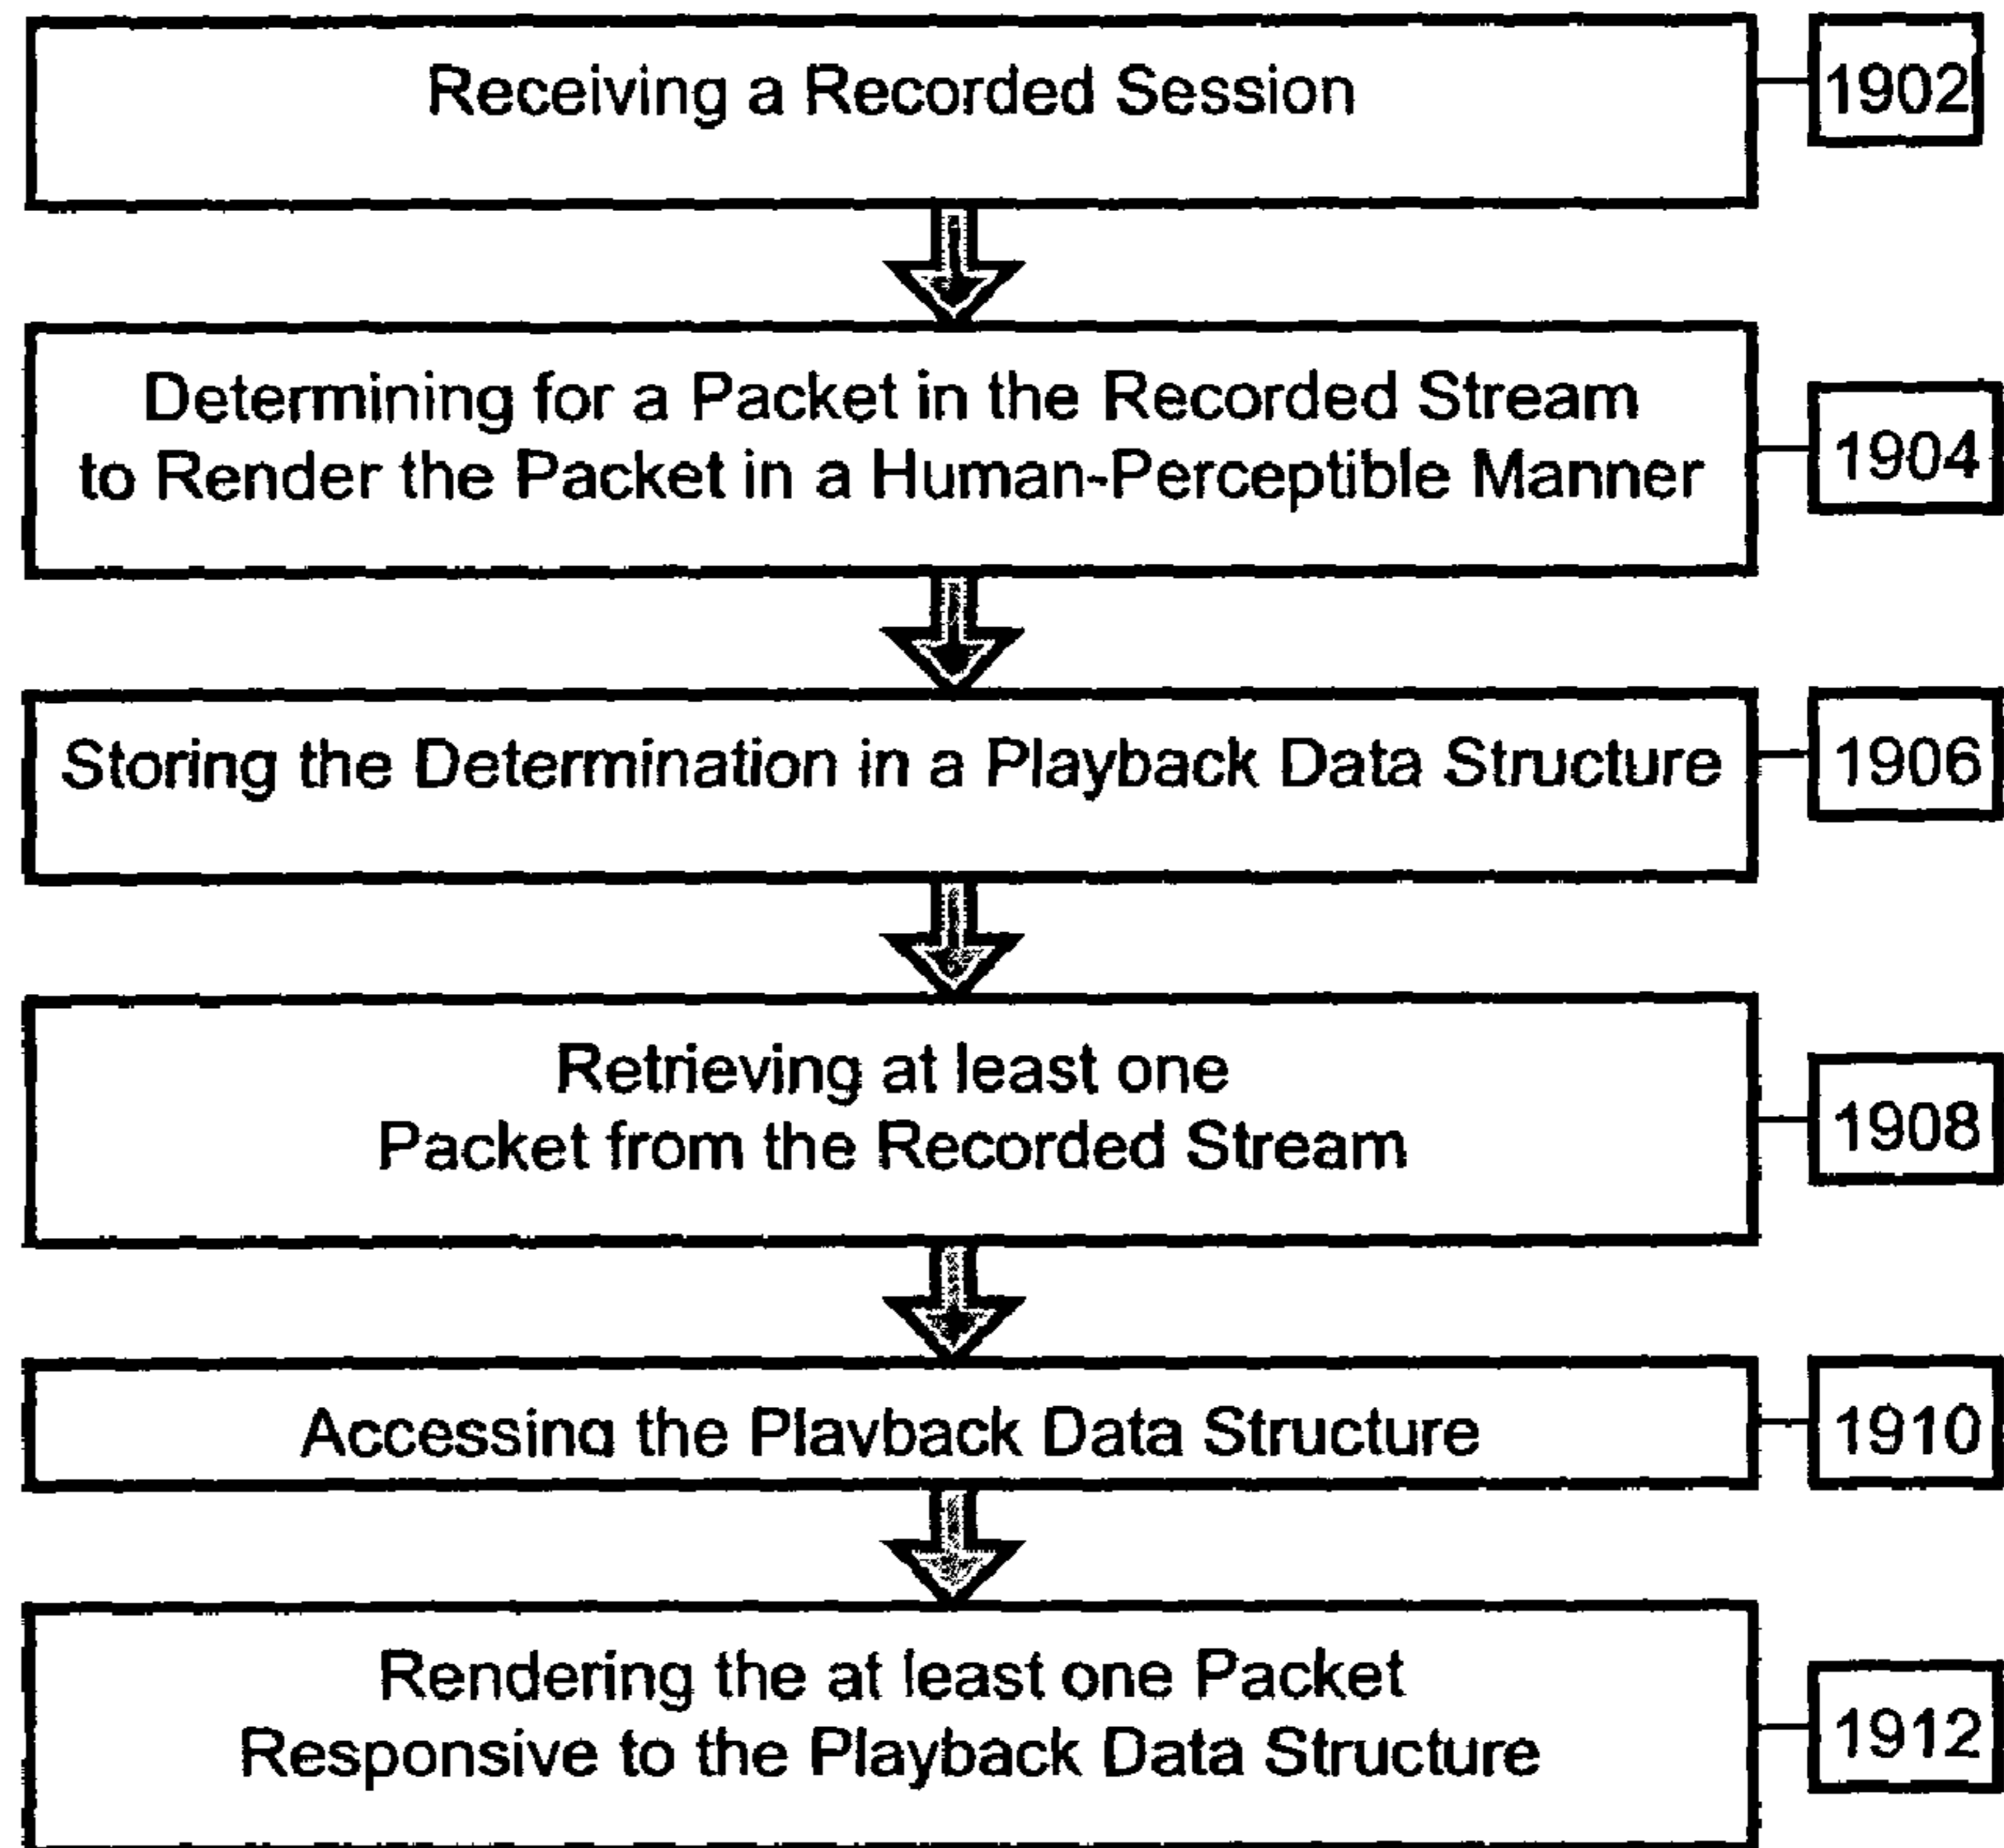 Receiving a Recorded Session
1902
Determining for a Packet in the Recorded Stream
to Render the Packet in a Human-Perceptible Manner
1904
Storing the Determination in a Playback Data Structure
1906
Retrieving at least one
Packet from the Recorded Stream
1908
Accessing the Playback Data Structure
1910
Rendering the at least one Packet
Responsive to the Playback Data Structure
1912